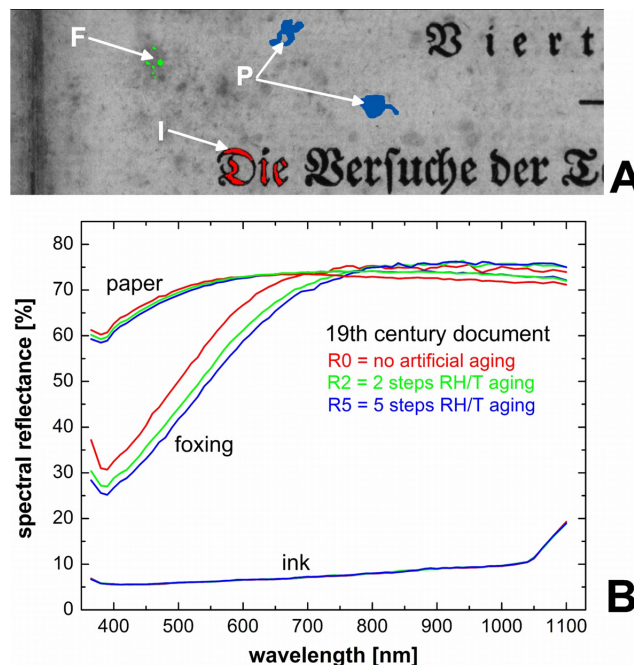 F
P
Viert
I
Die Verſuche der Te
A
B
80
70
60
50
40
30
20
10
0
spectral reflectance [%]
paper
foxing
ink
19th century document
R0 = no artificial aging
R2 = 2 steps RH/T aging
R5 = 5 steps RH/T aging
400 500 600 700 800 900 1000 1100
wavelength [nm]